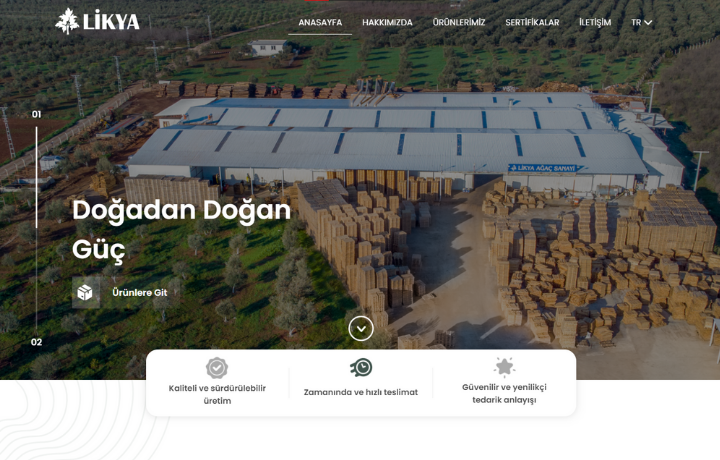 LİKYA
ANASAYFA
HAKKIMIZDA
ÜRÜNLERİMİZ
SERTİFİKALAR
İLETİŞİM
TR
01
LİKYA AĞAÇ SANAYİ
Doğadan Doğan
Güç
Ürünlere Git
02
Kaliteli ve sürdürülebilir
üretim
Zamanında ve hızlı teslimat
Güvenilir ve yenilikçi
tedarik anlayışı